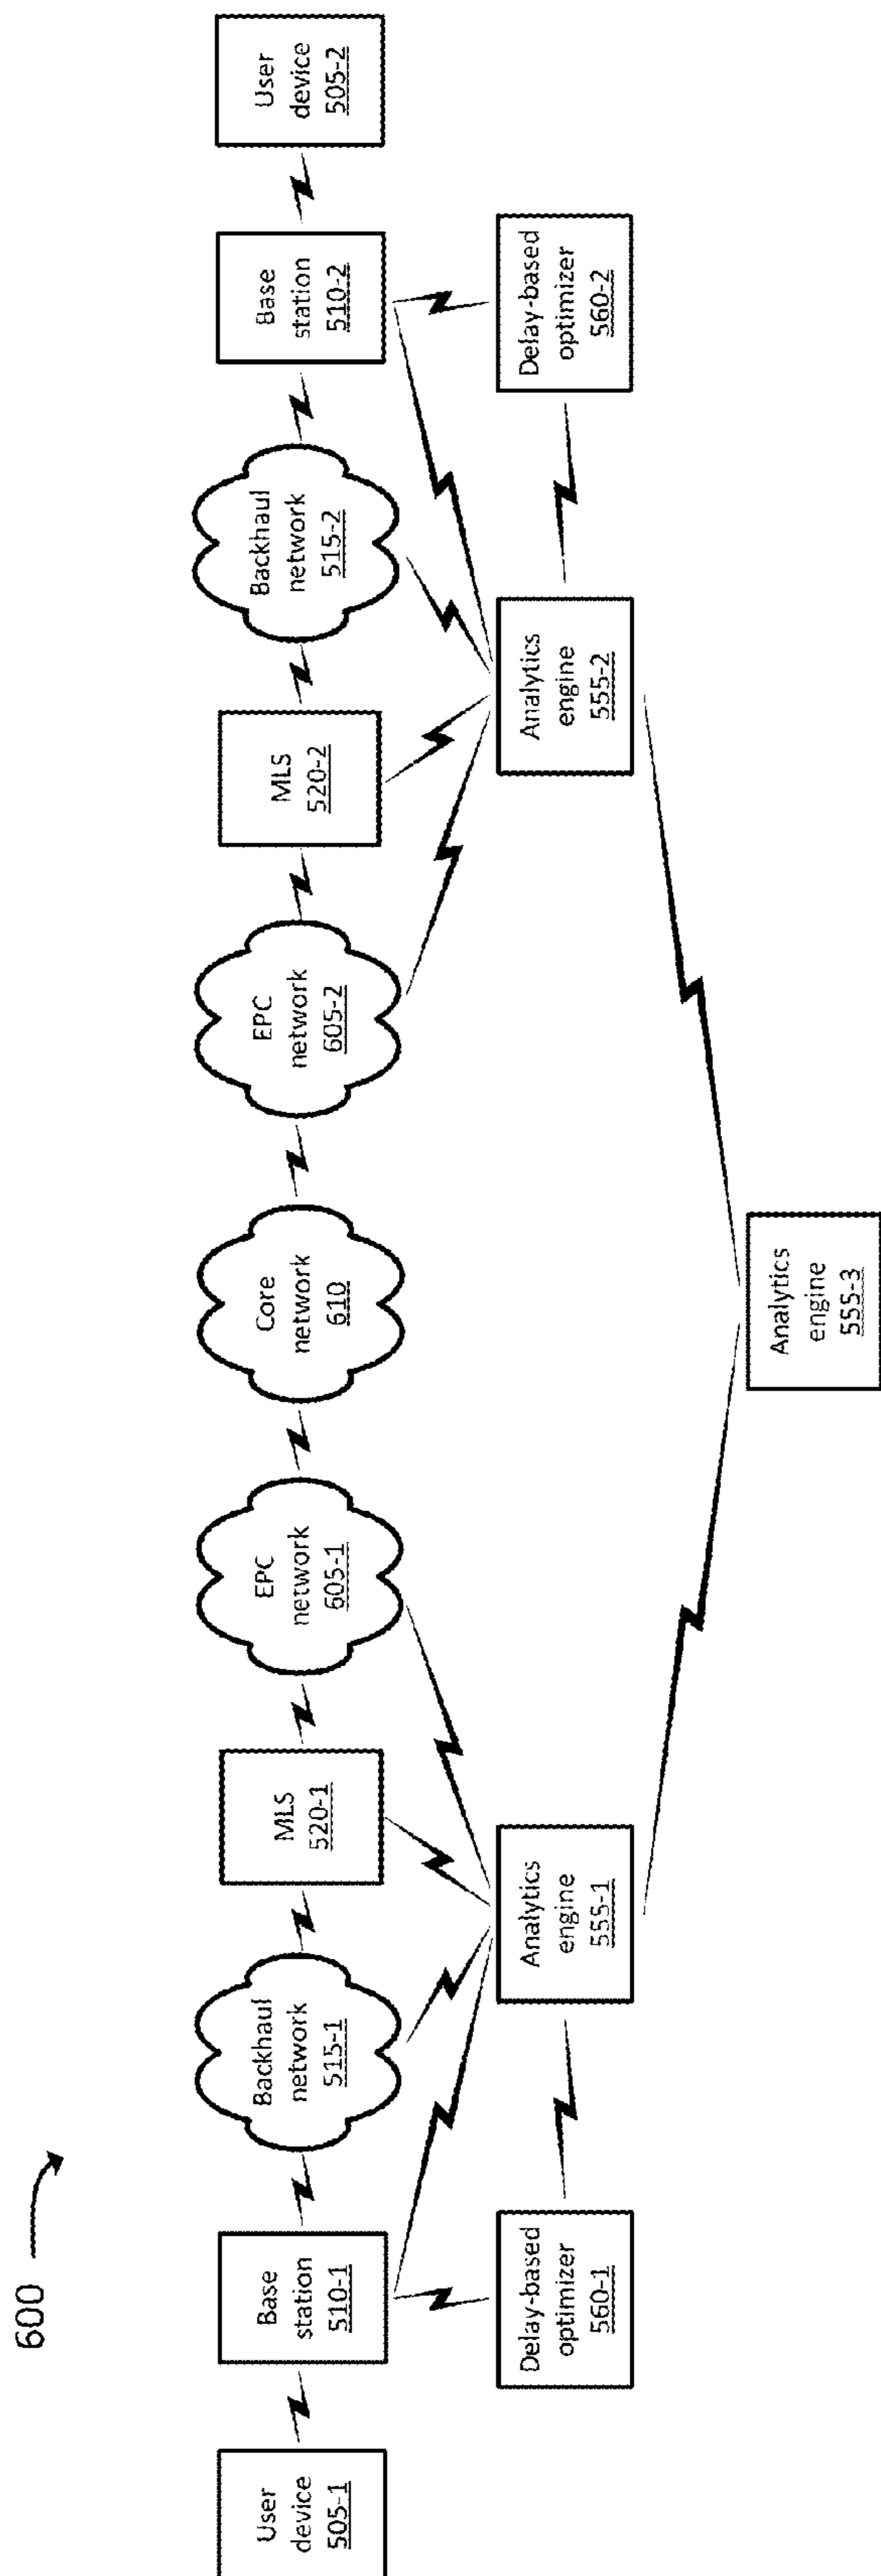 600
User
device
505-1
Base
station
510-1
Backhaul
network
515-1
MLS
520-1
EPC
network
605-1
Core
network
610
EPC
network
605-2
MLS
520-2
Backhaul
network
515-2
Base
station
510-2
User
device
505-2
Delay-based
optimizer
560-1
Analytics
engine
555-1
Analytics
engine
555-2
Delay-based
optimizer
560-2
Analytics
engine
555-3